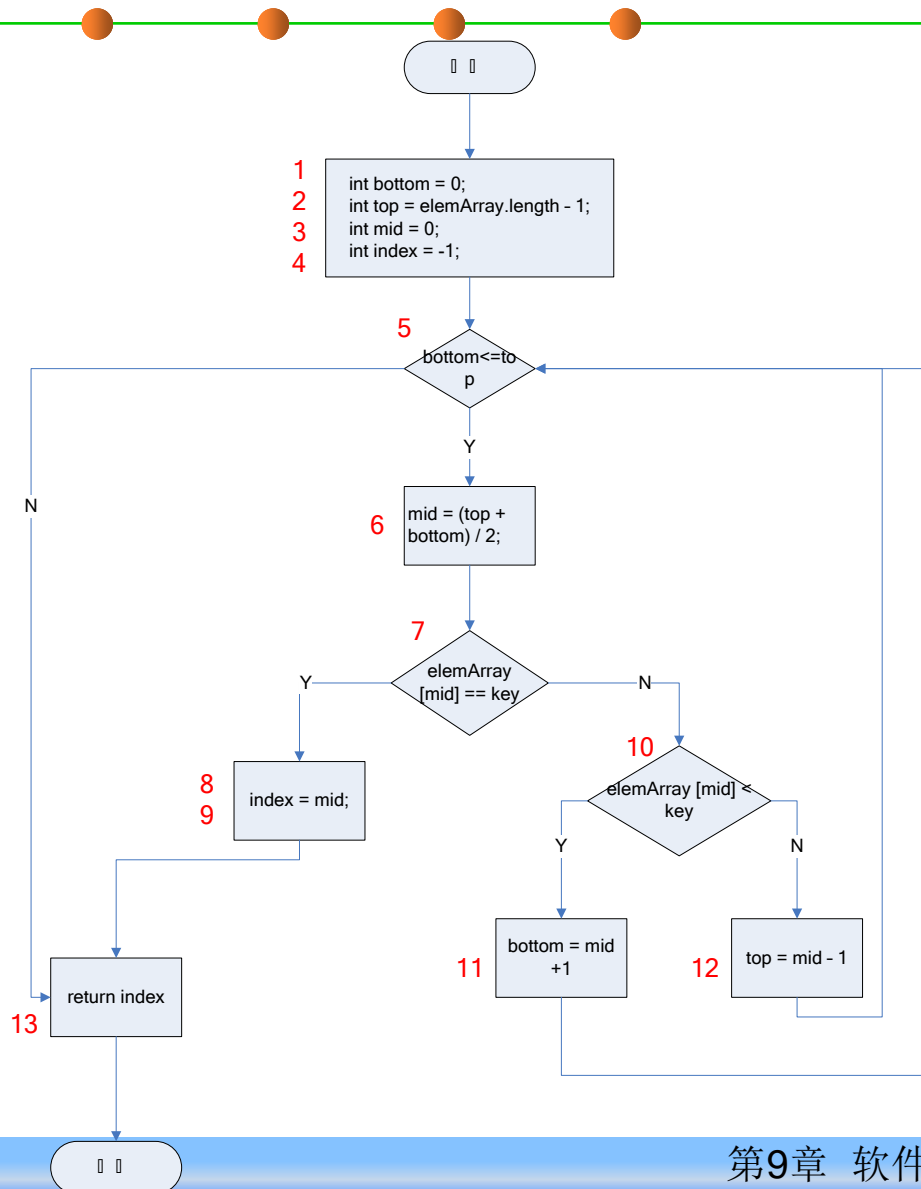 1
2
3
4
int bottom = 0;
int top = elemArray.length - 1;
int mid = 0;
int index = -1;
5
bottom<=to
p
Y
N
6
mid = (top +
bottom) / 2;
7
elemArray
[mid] == key
Y
N
8
9
index = mid;
10
elemArray [mid] <
key
Y
N
11
bottom = mid
+1
12
top = mid - 1
13
return index
第9章 软件